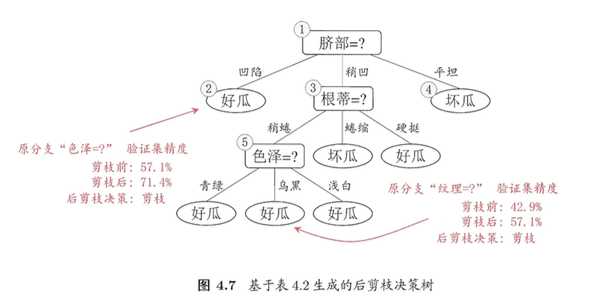 ① 脐部=?
凹陷 稍凹 平坦
② 好瓜 ③ 根蒂=? ④ 坏瓜
稍蜷 蜷缩 硬挺
⑤ 色泽=? 坏瓜 好瓜
青绿 乌黑 浅白
好瓜 好瓜 好瓜
原分支“色泽=?” 验证集精度
剪枝前: 57.1%
剪枝后: 71.4%
后剪枝决策: 剪枝
原分支“纹理=?” 验证集精度
剪枝前: 42.9%
剪枝后: 57.1%
后剪枝决策: 剪枝
图 4.7 基于表 4.2 生成的后剪枝决策树